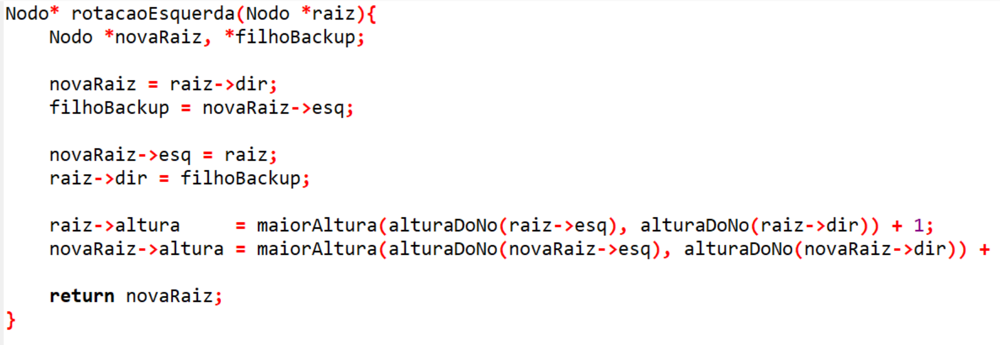 Nodo* rotacaoEsquerda(Nodo *raiz){
    Nodo *novaRaiz, *filhoBackup;

    novaRaiz = raiz->dir;
    filhoBackup = novaRaiz->esq;

    novaRaiz->esq = raiz;
    raiz->dir = filhoBackup;

    raiz->altura     = maiorAltura(alturaDoNo(raiz->esq), alturaDoNo(raiz->dir)) + 1;
    novaRaiz->altura = maiorAltura(alturaDoNo(novaRaiz->esq), alturaDoNo(novaRaiz->dir)) +

    return novaRaiz;
}